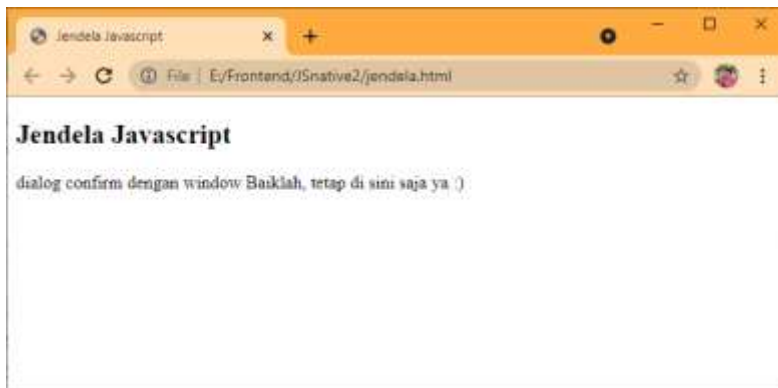 Jendela Javascript
File | E:/Frontend/JSnative2/jendela.html
Jendela Javascript
dialog confirm dengan window Baiklah, tetap di sini saja ya :)